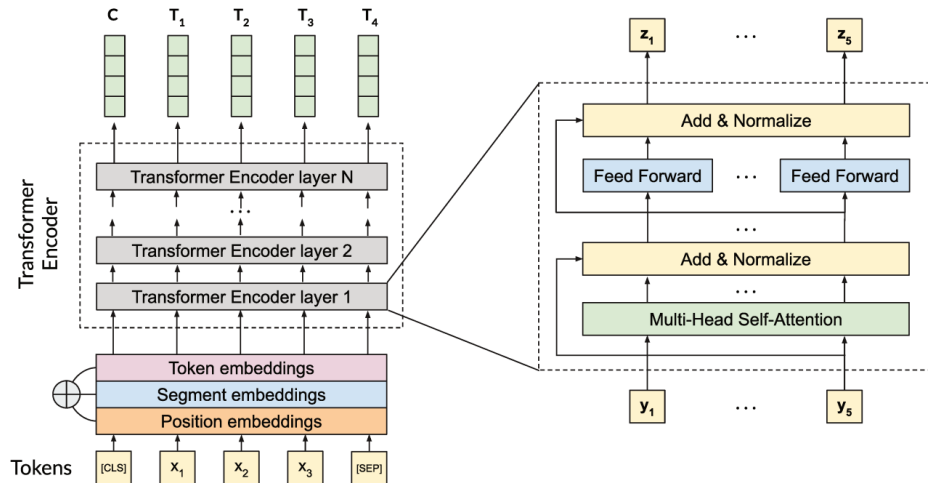 C T₁ T₂ T₃ T₄
Transformer Encoder layer N
...
Transformer Encoder layer 2
Transformer Encoder layer 1
Transformer
Encoder
Token embeddings
Segment embeddings
Position embeddings
Tokens [CLS] x₁ x₂ x₃ [SEP]
z₁ ... z₅
Add & Normalize
Feed Forward ... Feed Forward
...
Add & Normalize
...
Multi-Head Self-Attention
y₁ ... y₅